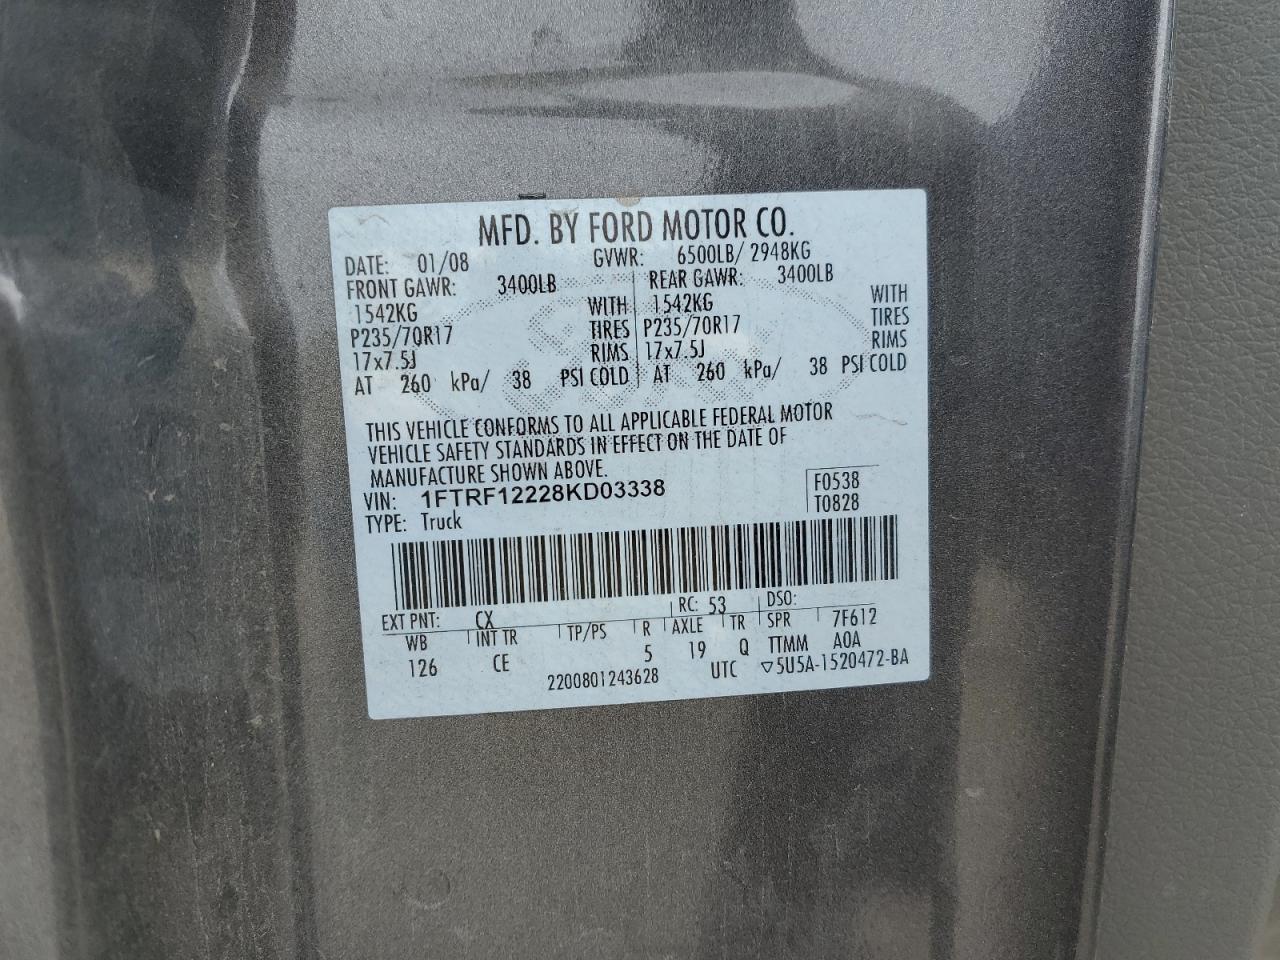 MFD. BY FORD MOTOR CO.
DATE: 01/08 GVWR: 6500LB/ 2948KG
FRONT GAWR: 3400LB REAR GAWR: 3400LB
1542KG WITH 1542KG WITH
P235/70R17 TIRES P235/70R17 TIRES
17x7.5J RIMS 17x7.5J RIMS
AT 260 kPa/ 38 PSI COLD AT 260 kPa/ 38 PSI COLD
THIS VEHICLE CONFORMS TO ALL APPLICABLE FEDERAL MOTOR
VEHICLE SAFETY STANDARDS IN EFFECT ON THE DATE OF
MANUFACTURE SHOWN ABOVE.
VIN: 1FTRF12228KD03338 F0538
TYPE: Truck T0828
EXT PNT: CX RC: 53 DSO:
WB INT TR TP/PS R AXLE TR SPR 7F612
126 CE 5 19 Q TTMM A0A
2200801243628 UTC ▽5U5A-1520472-BA